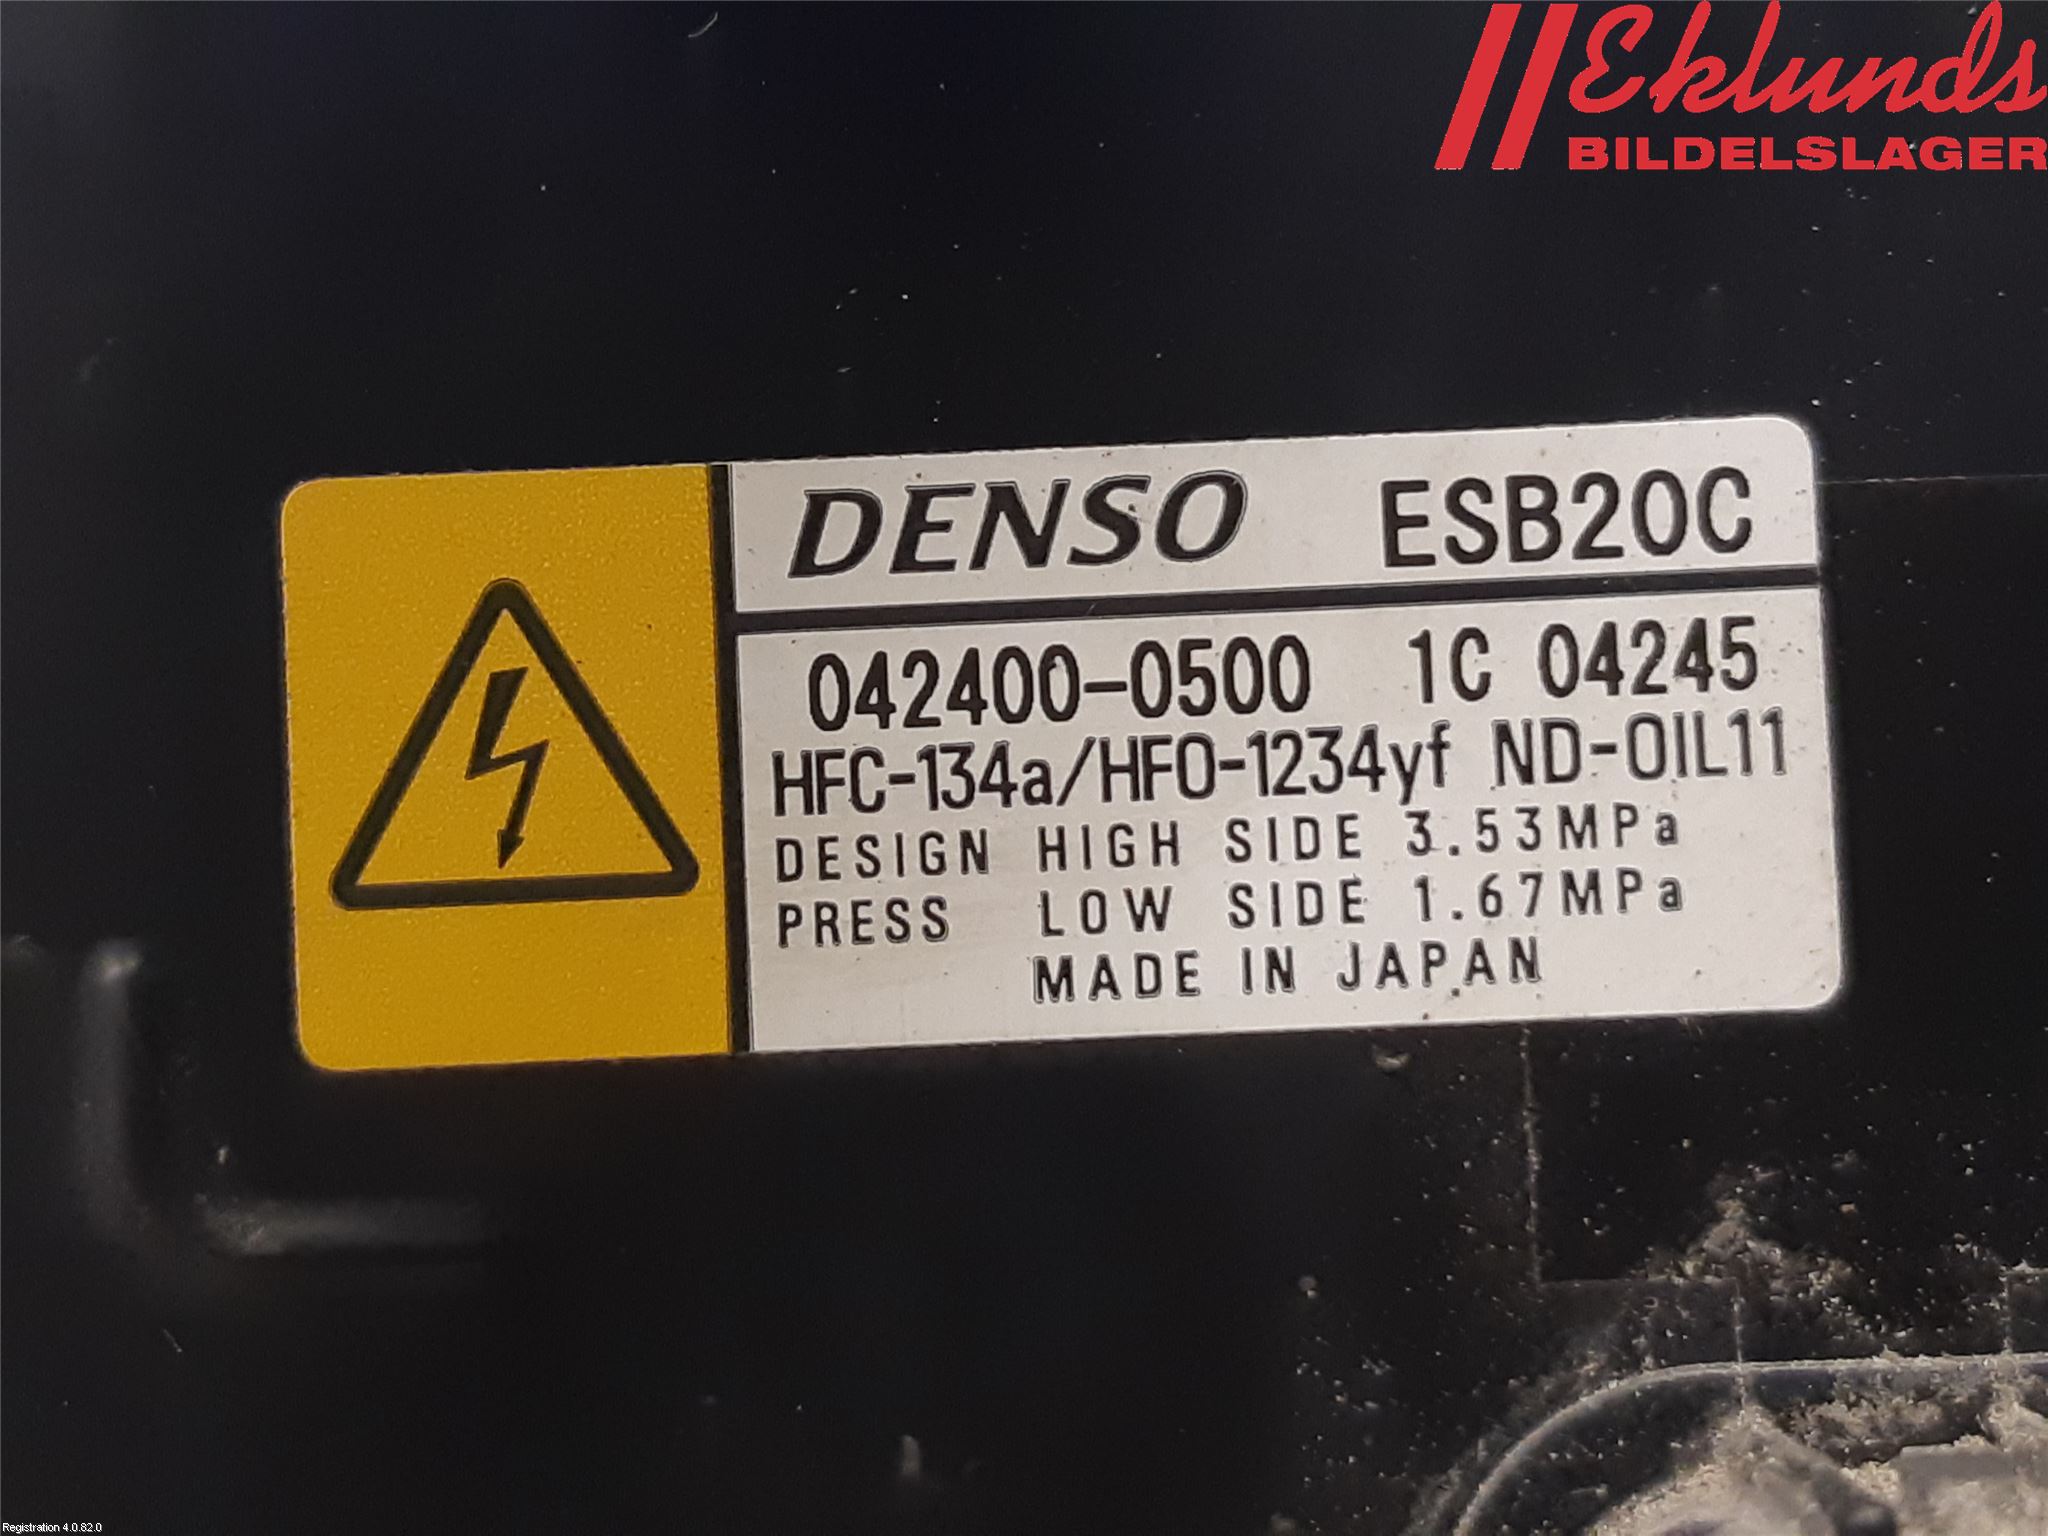 Eklunds
BILDELSLAGER
DENSO ESB20C
042400-0500 1C 04245
HFC-134a/HFO-1234yf ND-OIL11
DESIGN HIGH SIDE 3.53MPa
PRESS LOW SIDE 1.67MPa
MADE IN JAPAN
Registration 4.0.82.0